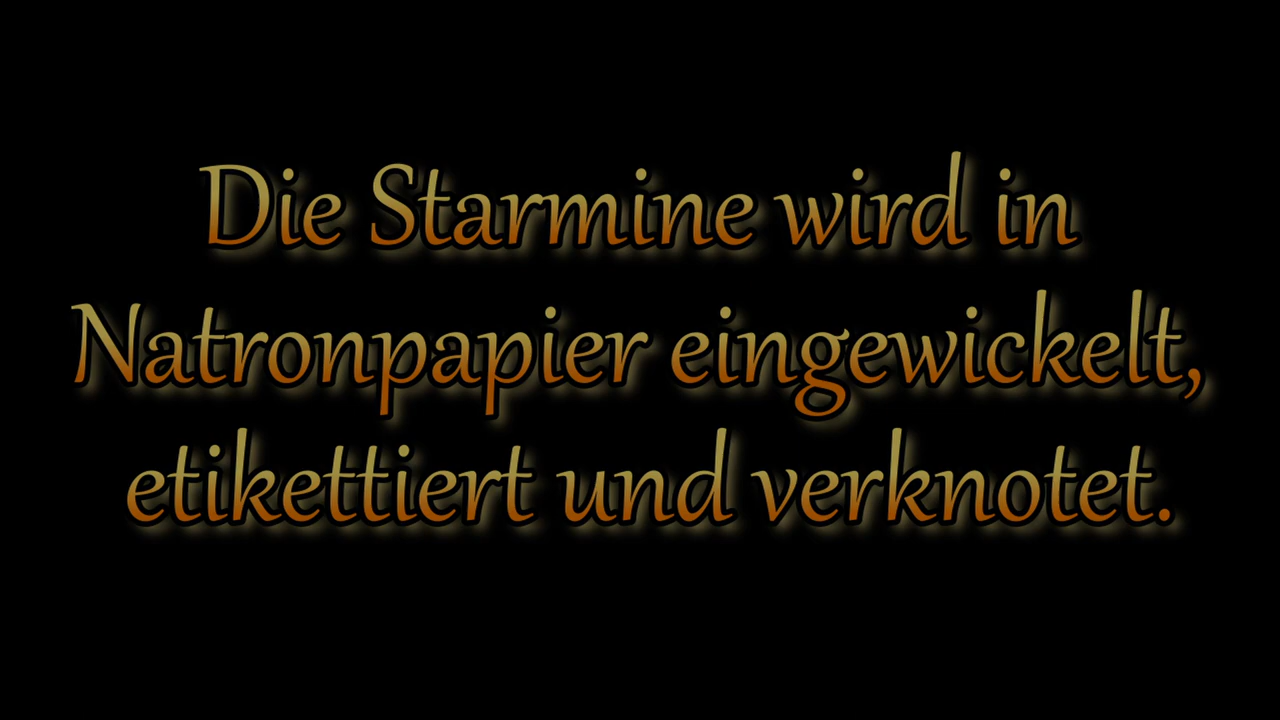 Die Starmine wird in
Natronpapier eingewickelt,
etikettiert und verknotet.